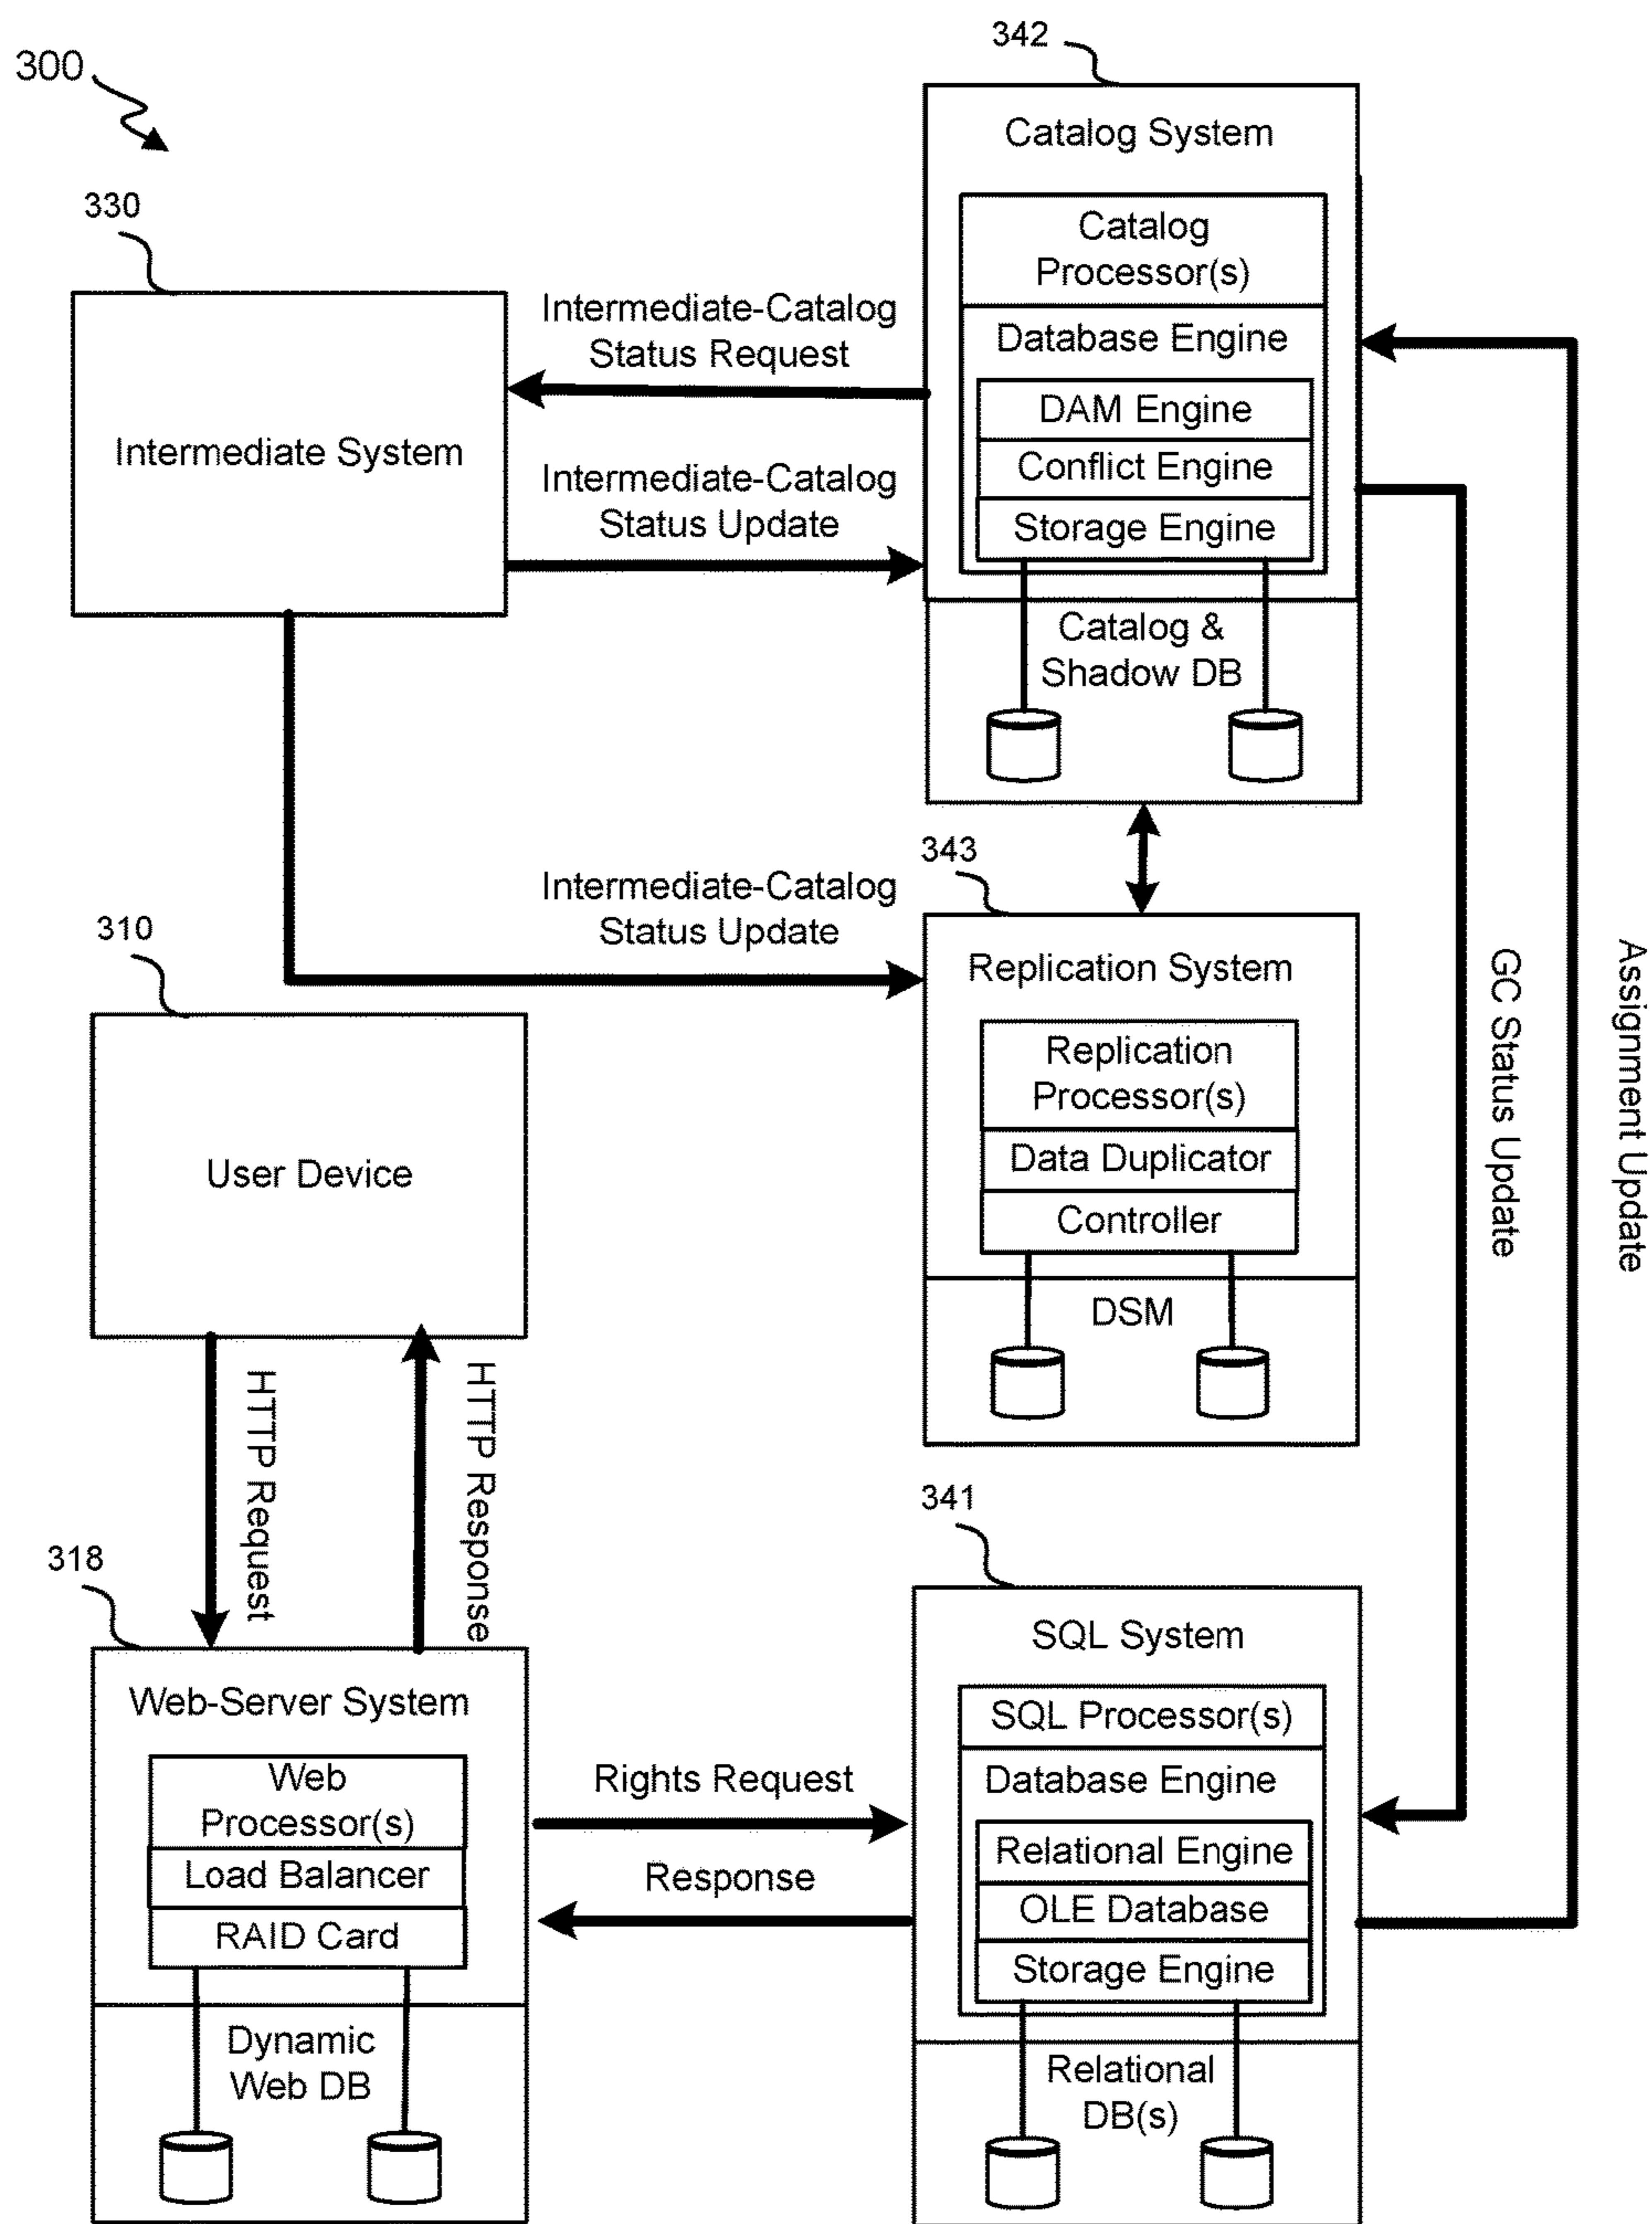 300
342
Catalog System
Catalog
Processor(s)
Database Engine
DAM Engine
Conflict Engine
Storage Engine
Catalog &
Shadow DB
330
Intermediate System
Intermediate-Catalog
Status Request
Intermediate-Catalog
Status Update
Intermediate-Catalog
Status Update
343
Replication System
Replication
Processor(s)
Data Duplicator
Controller
DSM
GC Status Update
Assignment Update
310
User Device
HTTP Request
HTTP Response
318
Web-Server System
Web
Processor(s)
Load Balancer
RAID Card
Dynamic
Web DB
Rights Request
Response
341
SQL System
SQL Processor(s)
Database Engine
Relational Engine
OLE Database
Storage Engine
Relational
DB(s)